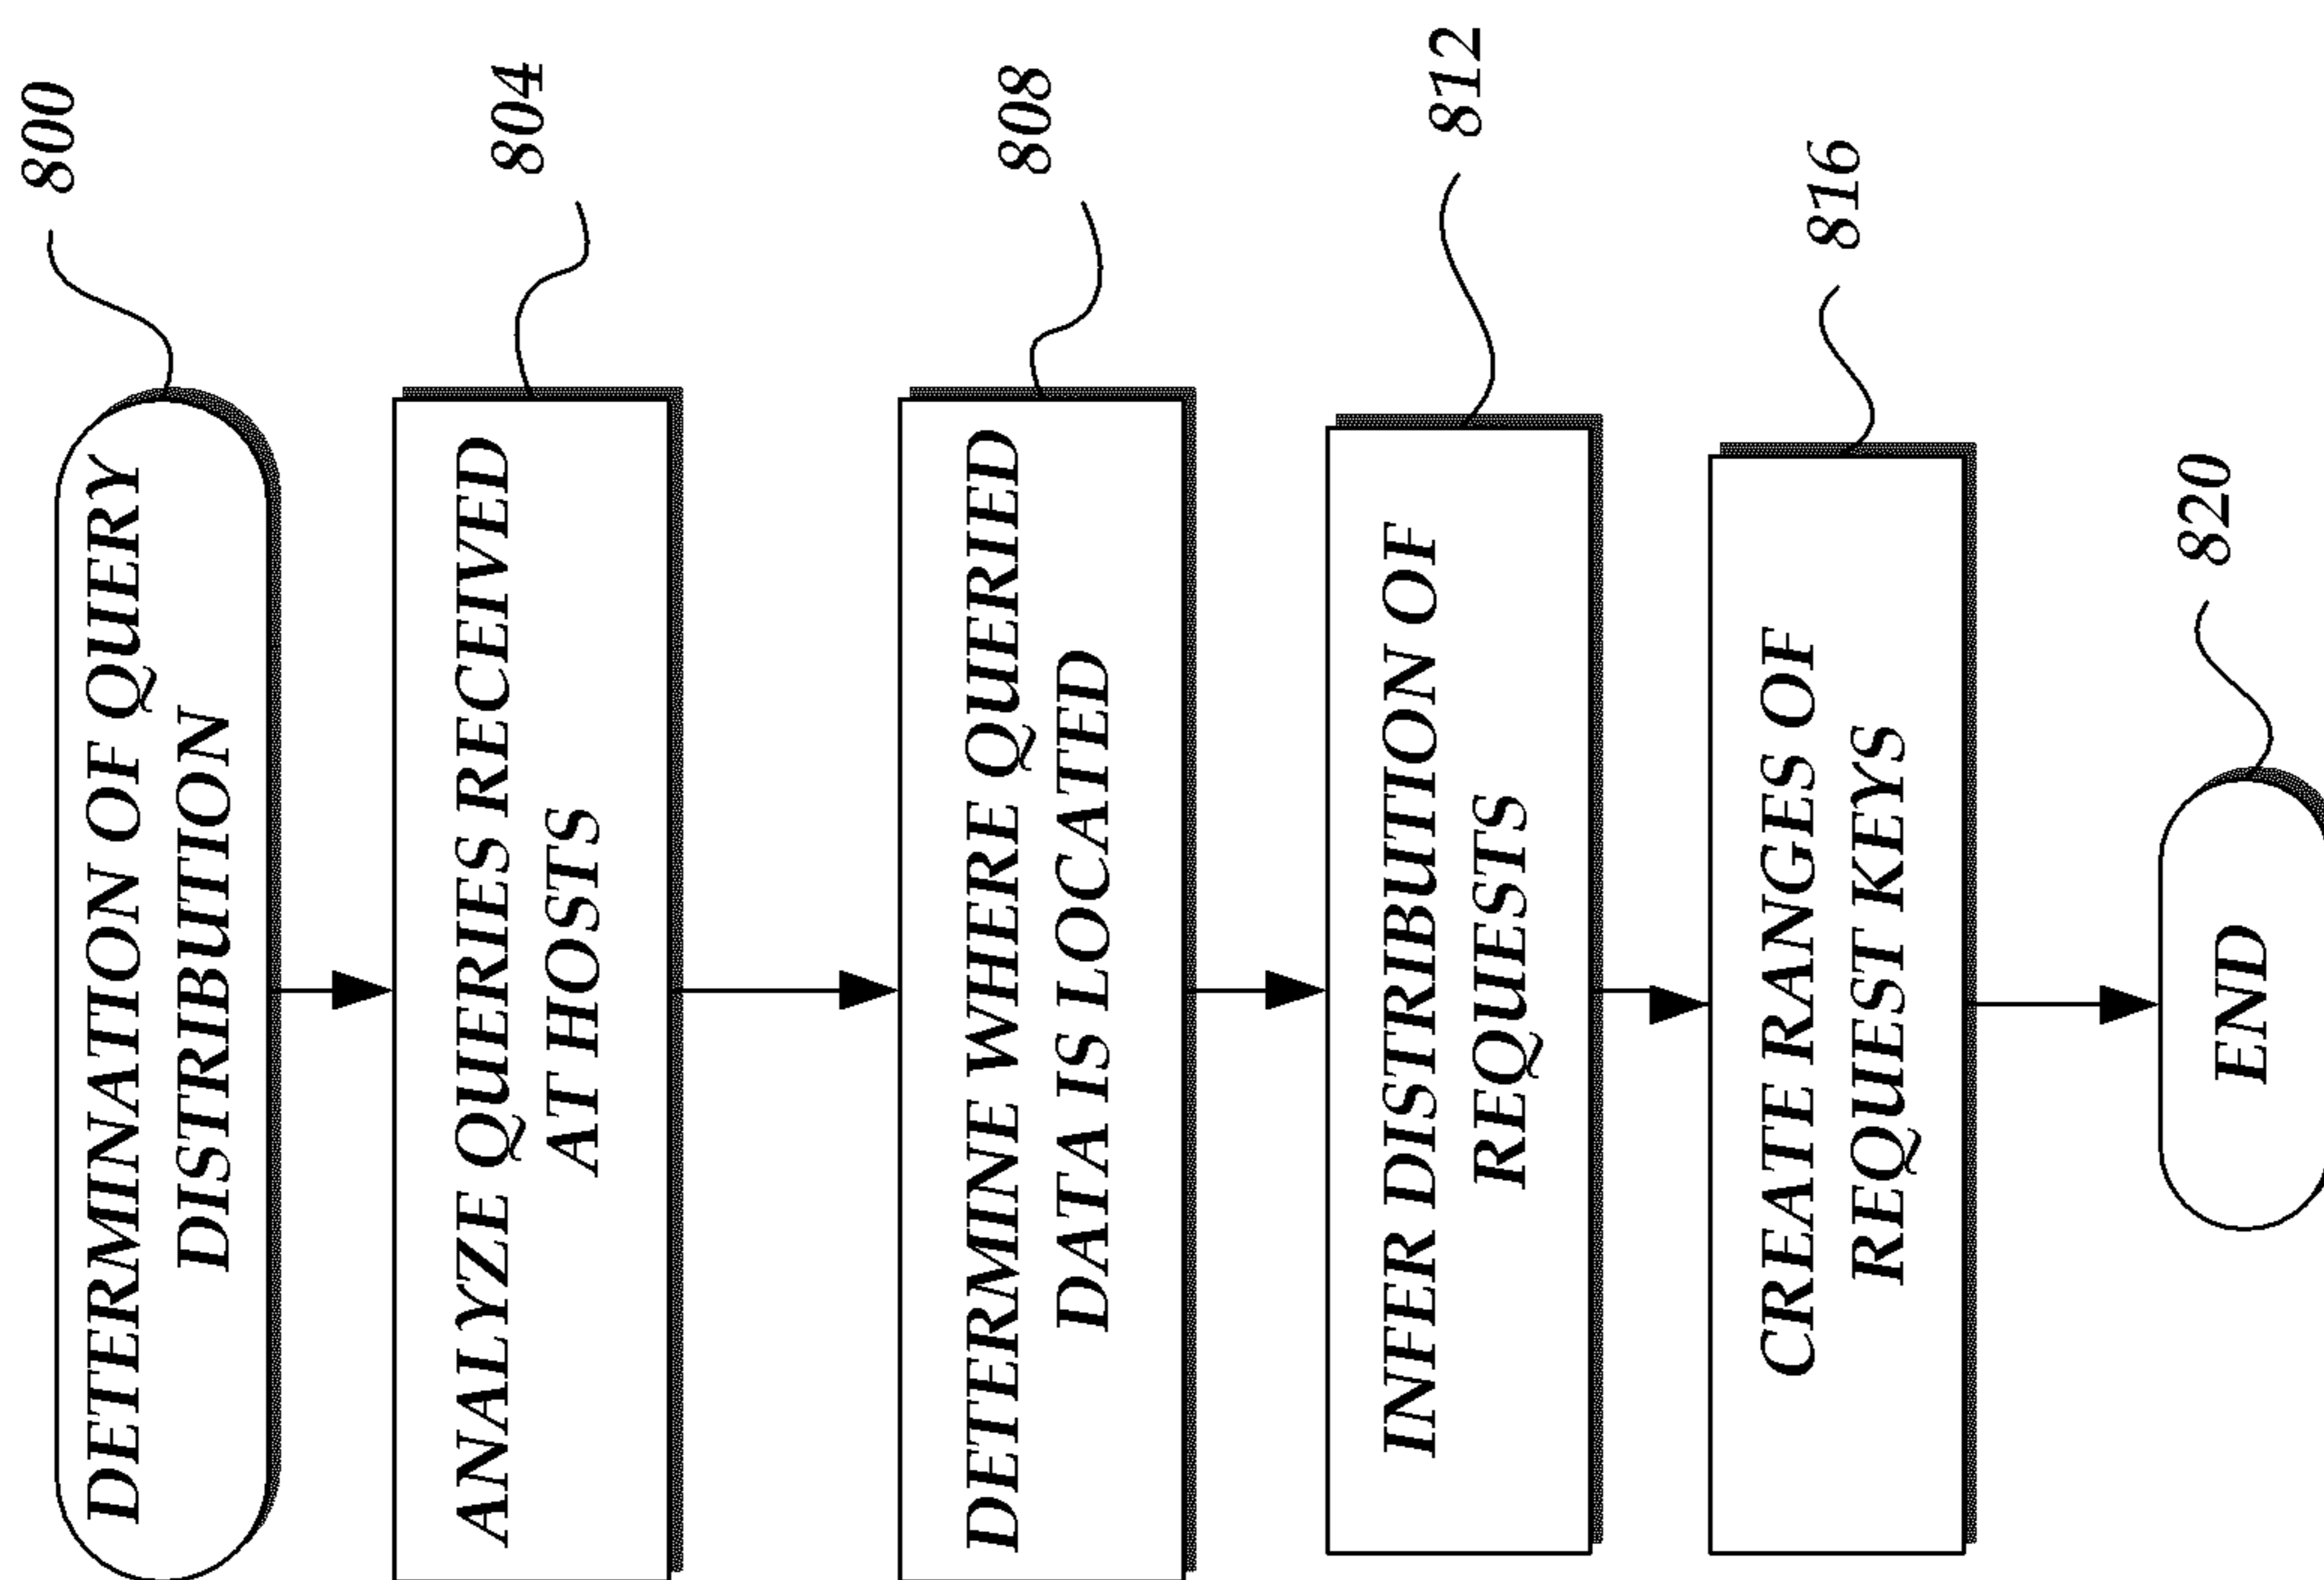 800
DETERMINATION OF QUERY
DISTRIBUTION
804
ANALYZE QUERIES RECEIVED
AT HOSTS
808
DETERMINE WHERE QUERIED
DATA IS LOCATED
812
INFER DISTRIBUTION OF
REQUESTS
816
CREATE RANGES OF
REQUEST KEYS
820
END